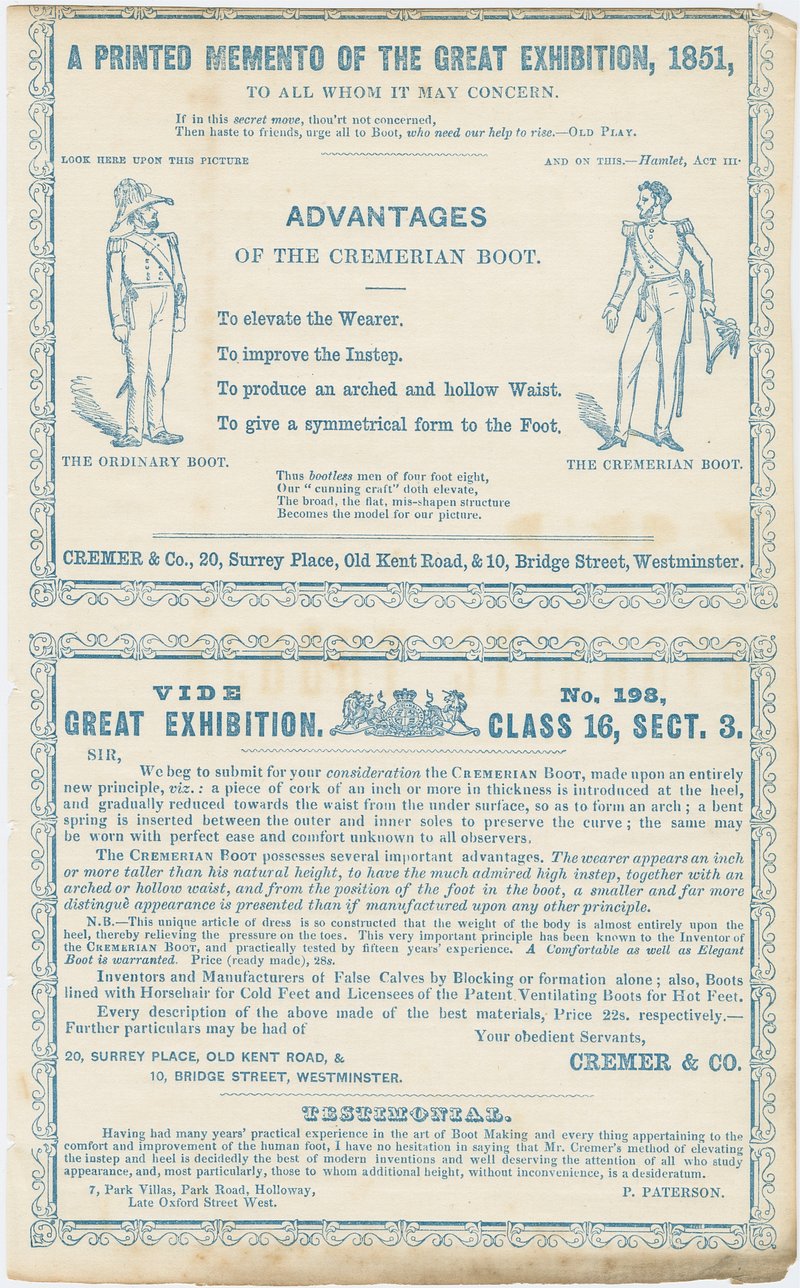 A PRINTED MEMENTO OF THE GREAT EXHIBITION, 1851,
TO ALL WHOM IT MAY CONCERN.
If in this secret move, thou'rt not concerned,
Then haste to friends, urge all to Boot, who need our help to rise.—OLD PLAY.
LOOK HERE UPON THIS PICTURE
AND ON THIS.—Hamlet, ACT III·
ADVANTAGES
OF THE CREMERIAN BOOT.
To elevate the Wearer.
To improve the Instep.
To produce an arched and hollow Waist.
To give a symmetrical form to the Foot.
THE ORDINARY BOOT.
THE CREMERIAN BOOT.
Thus bootless men of four foot eight,
Our “ cunning craft” doth elevate,
The broad, the flat, mis-shapen structure
Becomes the model for our picture.
CREMER & Co., 20, Surrey Place, Old Kent Road, & 10, Bridge Street, Westminster.
VIDE
No. 198,
GREAT EXHIBITION.
CLASS 16, SECT. 3.
SIR,
We beg to submit for your consideration the CREMERIAN BOOT, made upon an entirely
new principle, viz.: a piece of cork of an inch or more in thickness is introduced at the heel,
and gradually reduced towards the waist from the under surface, so as to form an arch; a bent
spring is inserted between the outer and inner soles to preserve the curve; the same may
be worn with perfect ease and comfort unknown to all observers.
The CREMERIAN BOOT possesses several important advantages. The wearer appears an inch
or more taller than his natural height, to have the much admired high instep, together with an
arched or hollow waist, and from the position of the foot in the boot, a smaller and far more
distinguè appearance is presented than if manufactured upon any other principle.
N.B.—This unique article of dress is so constructed that the weight of the body is almost entirely upon the
heel, thereby relieving the pressure on the toes. This very important principle has been known to the Inventor of
the CREMERIAN BOOT, and practically tested by fifteen years' experience. A Comfortable as well as Elegant
Boot is warranted. Price (ready made), 28s.
Inventors and Manufacturers of False Calves by Blocking or formation alone; also, Boots
lined with Horsehair for Cold Feet and Licensees of the Patent Ventilating Boots for Hot Feet.
Every description of the above made of the best materials, Price 22s. respectively.—
Further particulars may be had of
Your obedient Servants,
20, SURREY PLACE, OLD KENT ROAD, &
CREMER & CO.
10, BRIDGE STREET, WESTMINSTER.
TESTIMONIAL.
Having had many years' practical experience in the art of Boot Making and every thing appertaining to the
comfort and improvement of the human foot, I have no hesitation in saying that Mr. Cremer's method of elevating
the instep and heel is decidedly the best of modern inventions and well deserving the attention of all who study
appearance, and, most particularly, those to whom additional height, without inconvenience, is a desideratum.
7, Park Villas, Park Road, Holloway,
P. PATERSON.
Late Oxford Street West.